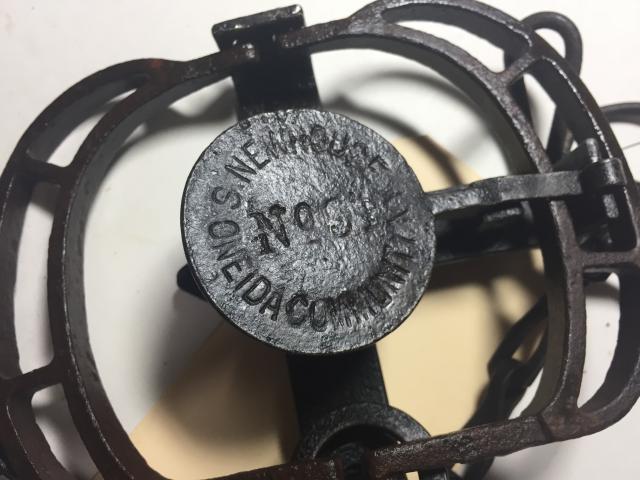 S. NEWHOUSE
No
ONEIDA COMMUNITY